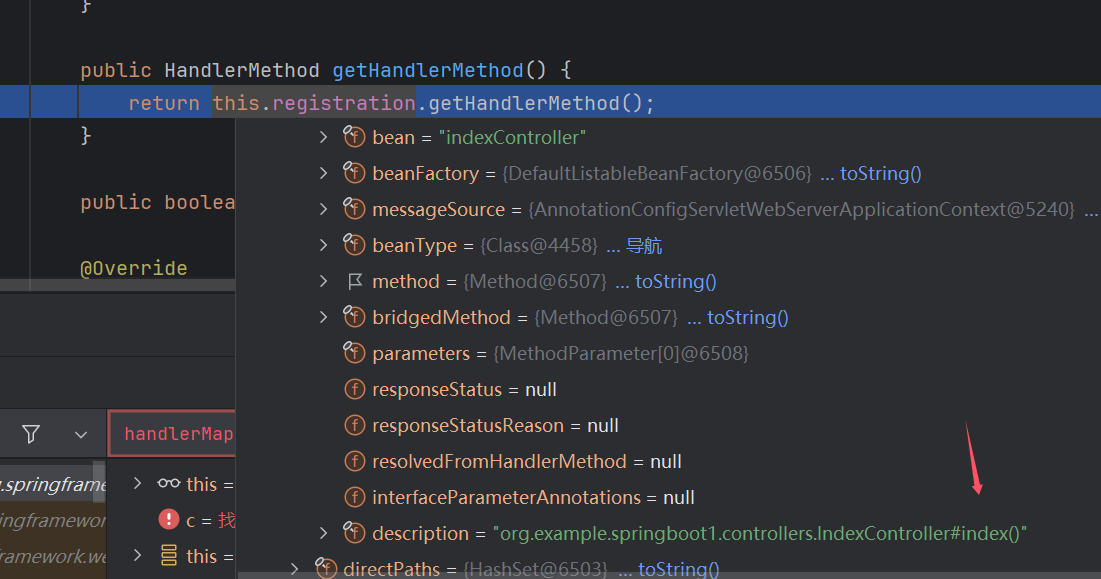 }
public HandlerMethod getHandlerMethod() {
return this.registration.getHandlerMethod();
}
bean = "indexController"
beanFactory = {DefaultListableBeanFactory@6506} ... toString()
public boolea
messageSource = {AnnotationConfigServletWebServerApplicationContext@5240} ...
beanType = {Class@4458} ... 导航
@Override
method = {Method@6507} ... toString()
bridgedMethod = {Method@6507} ... toString()
parameters = {MethodParameter[0]@6508}
responseStatus = null
responseStatusReason = null
handlerMap
resolvedFromHandlerMethod = null
.springframe
this =
interfaceParameterAnnotations = null
ingframewor
c = 找
description = "org.example.springboot1.controllers.IndexController#index()"
ramework.we
this =
directPaths = {HashSet@6503} ... toString()